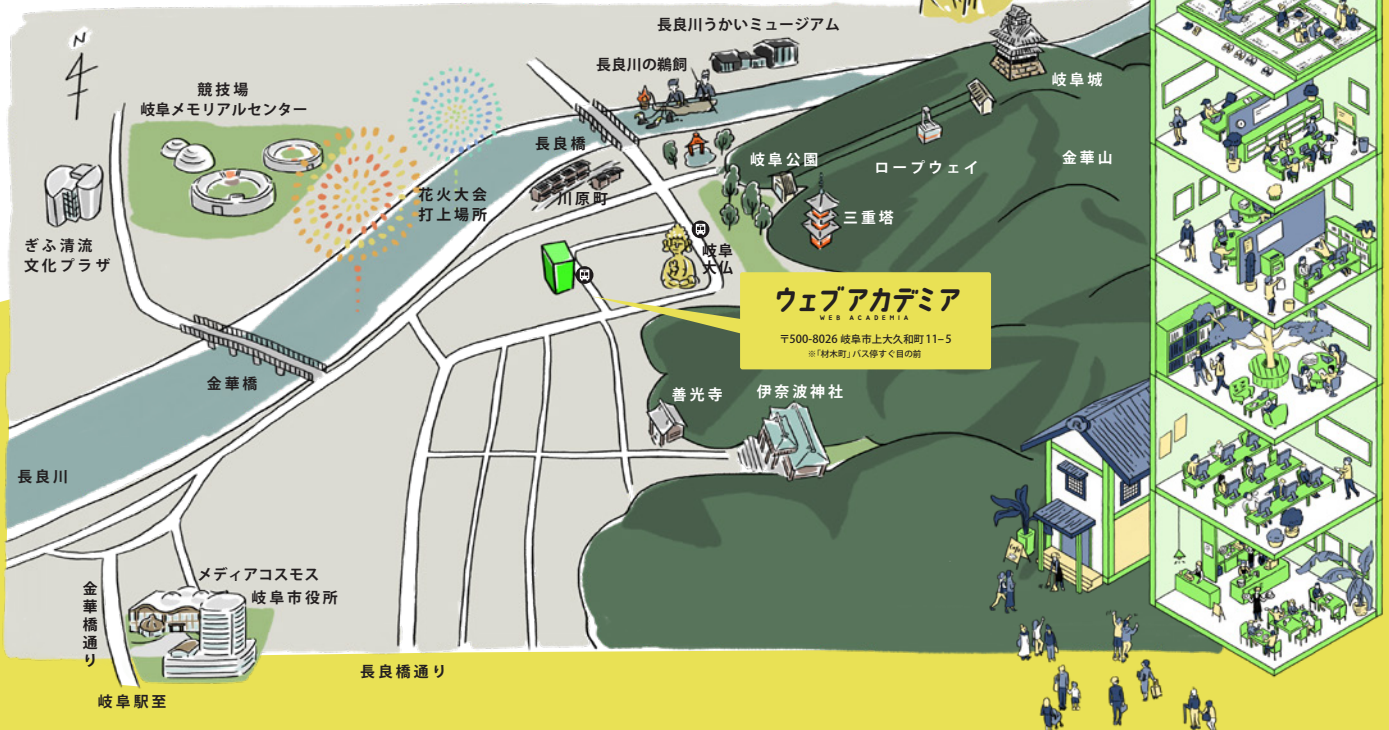 N
長良川うかいミュージアム
長良川の鵜飼
岐阜城
競技場
岐阜メモリアルセンター
長良橋
岐阜公園
ロープウェイ
金華山
花火大会
打上場所
川原町
三重塔
ぎふ清流
文化プラザ
岐阜
大仏
ウェブアカデミア
WEB ACADEMIA
〒500-8026 岐阜市上大久和町11−5
※「材木町」バス停すぐ目の前
金華橋
善光寺
伊奈波神社
長良川
メディアコスモス
岐阜市役所
金華橋通り
長良橋通り
岐阜駅至